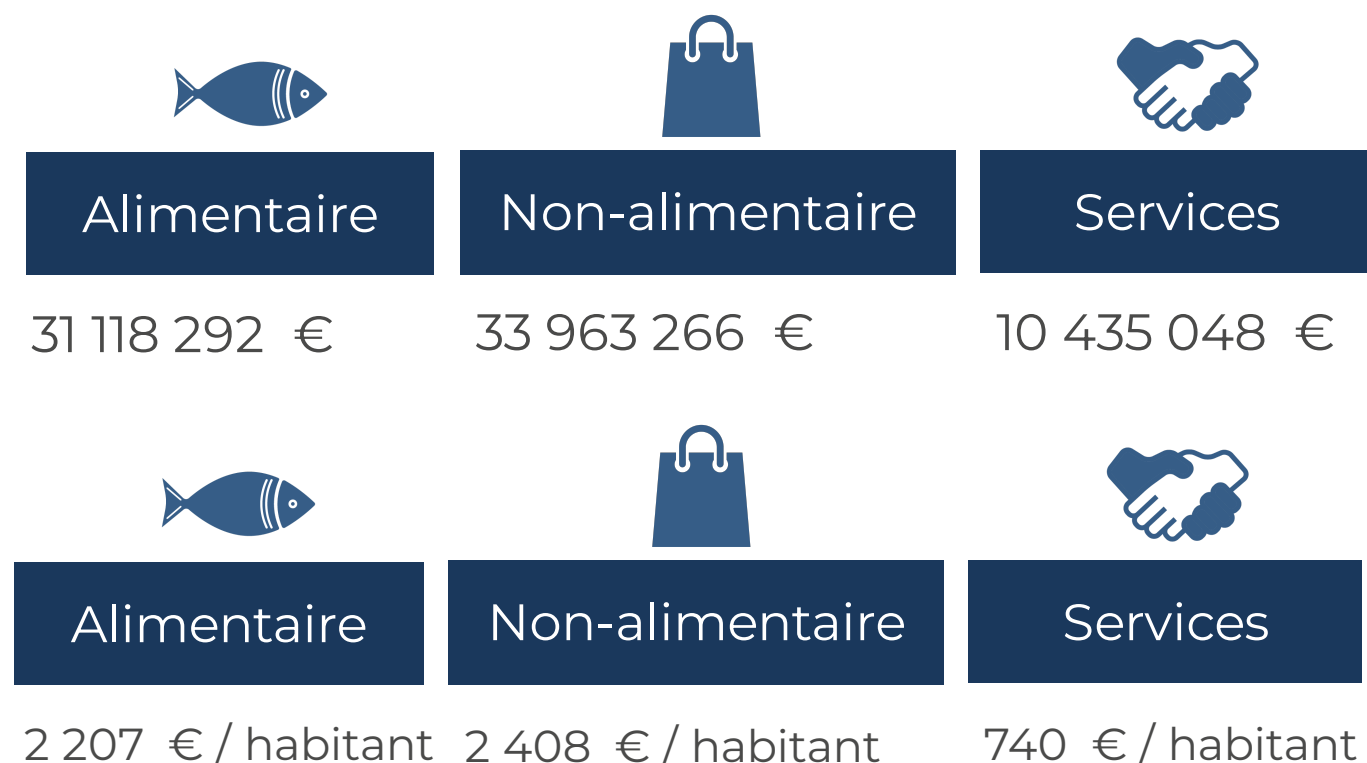 Alimentaire
Non-alimentaire
Services
31 118 292 €
33 963 266 €
10 435 048 €
Alimentaire
Non-alimentaire
Services
2 207 € / habitant
2 408 € / habitant
740 € / habitant